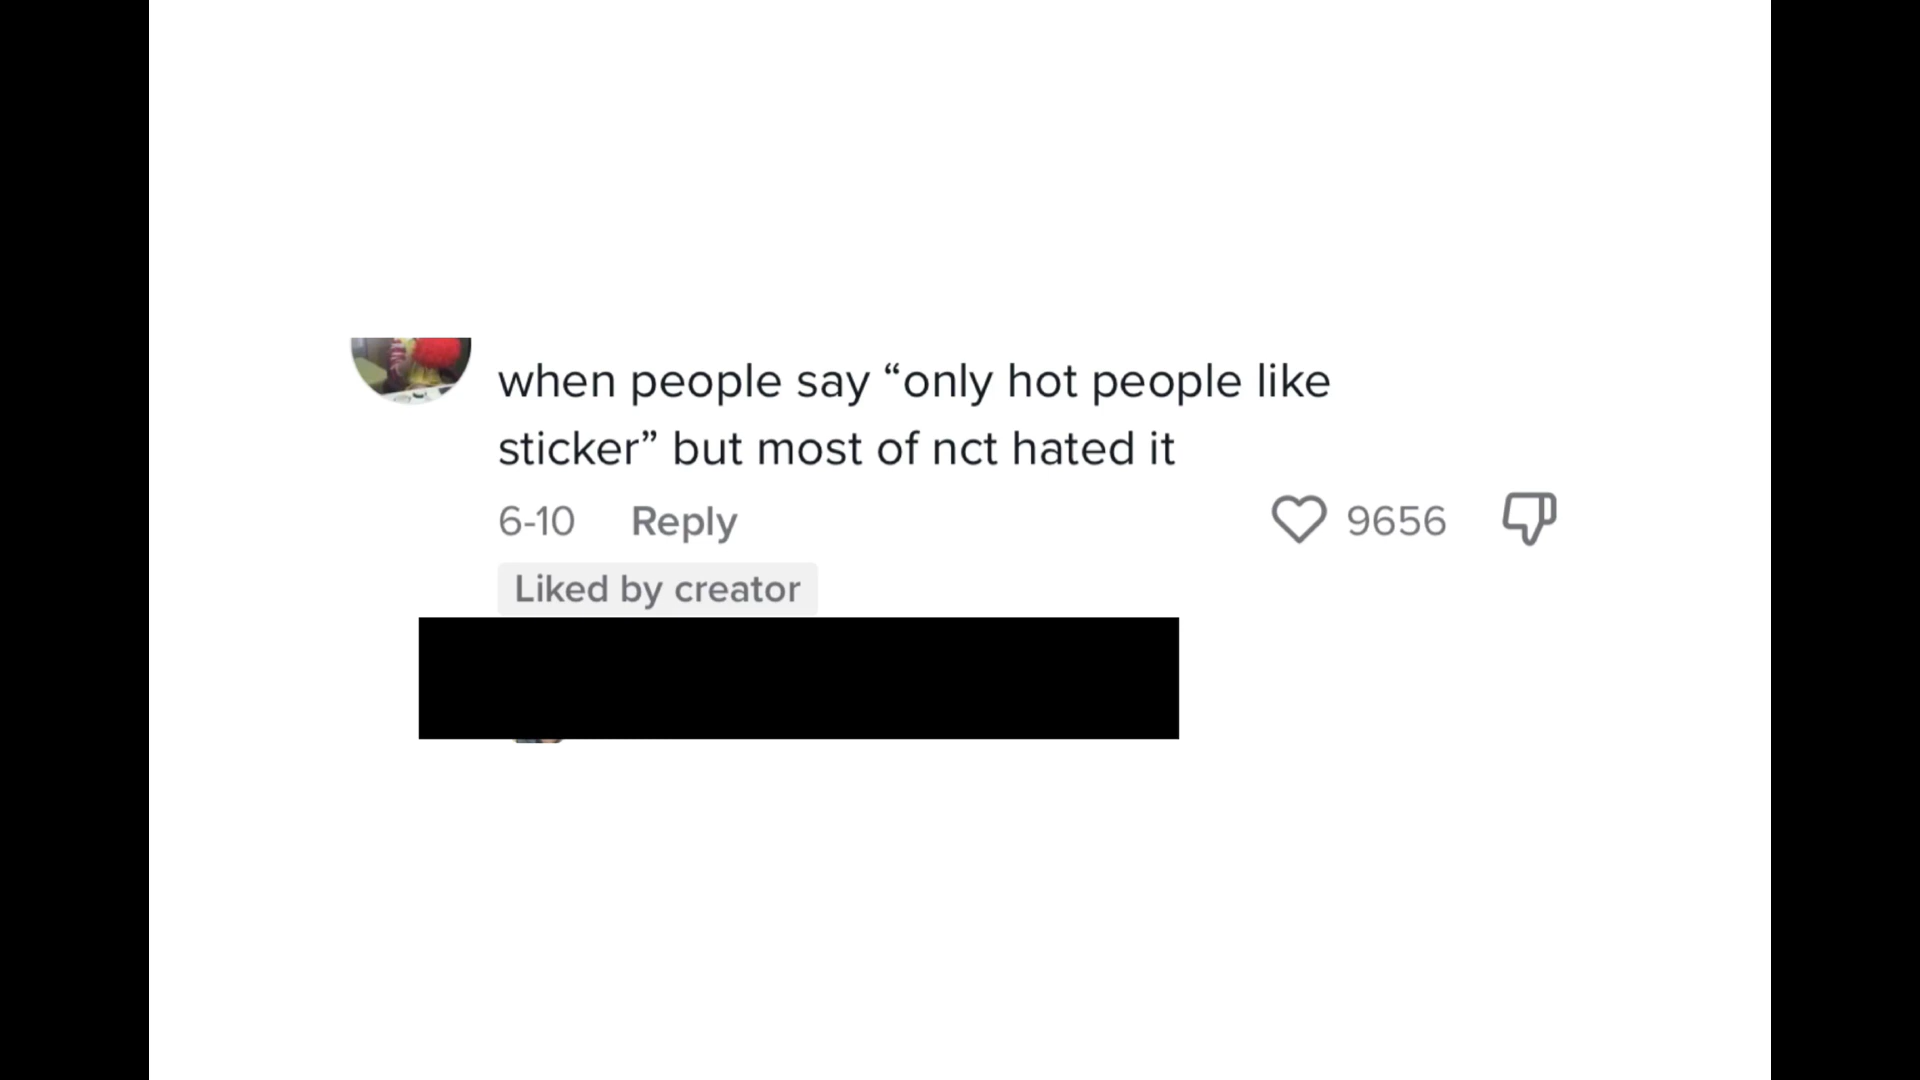 when people say “only hot people like
sticker” but most of nct hated it
6-10 Reply 9656
Liked by creator